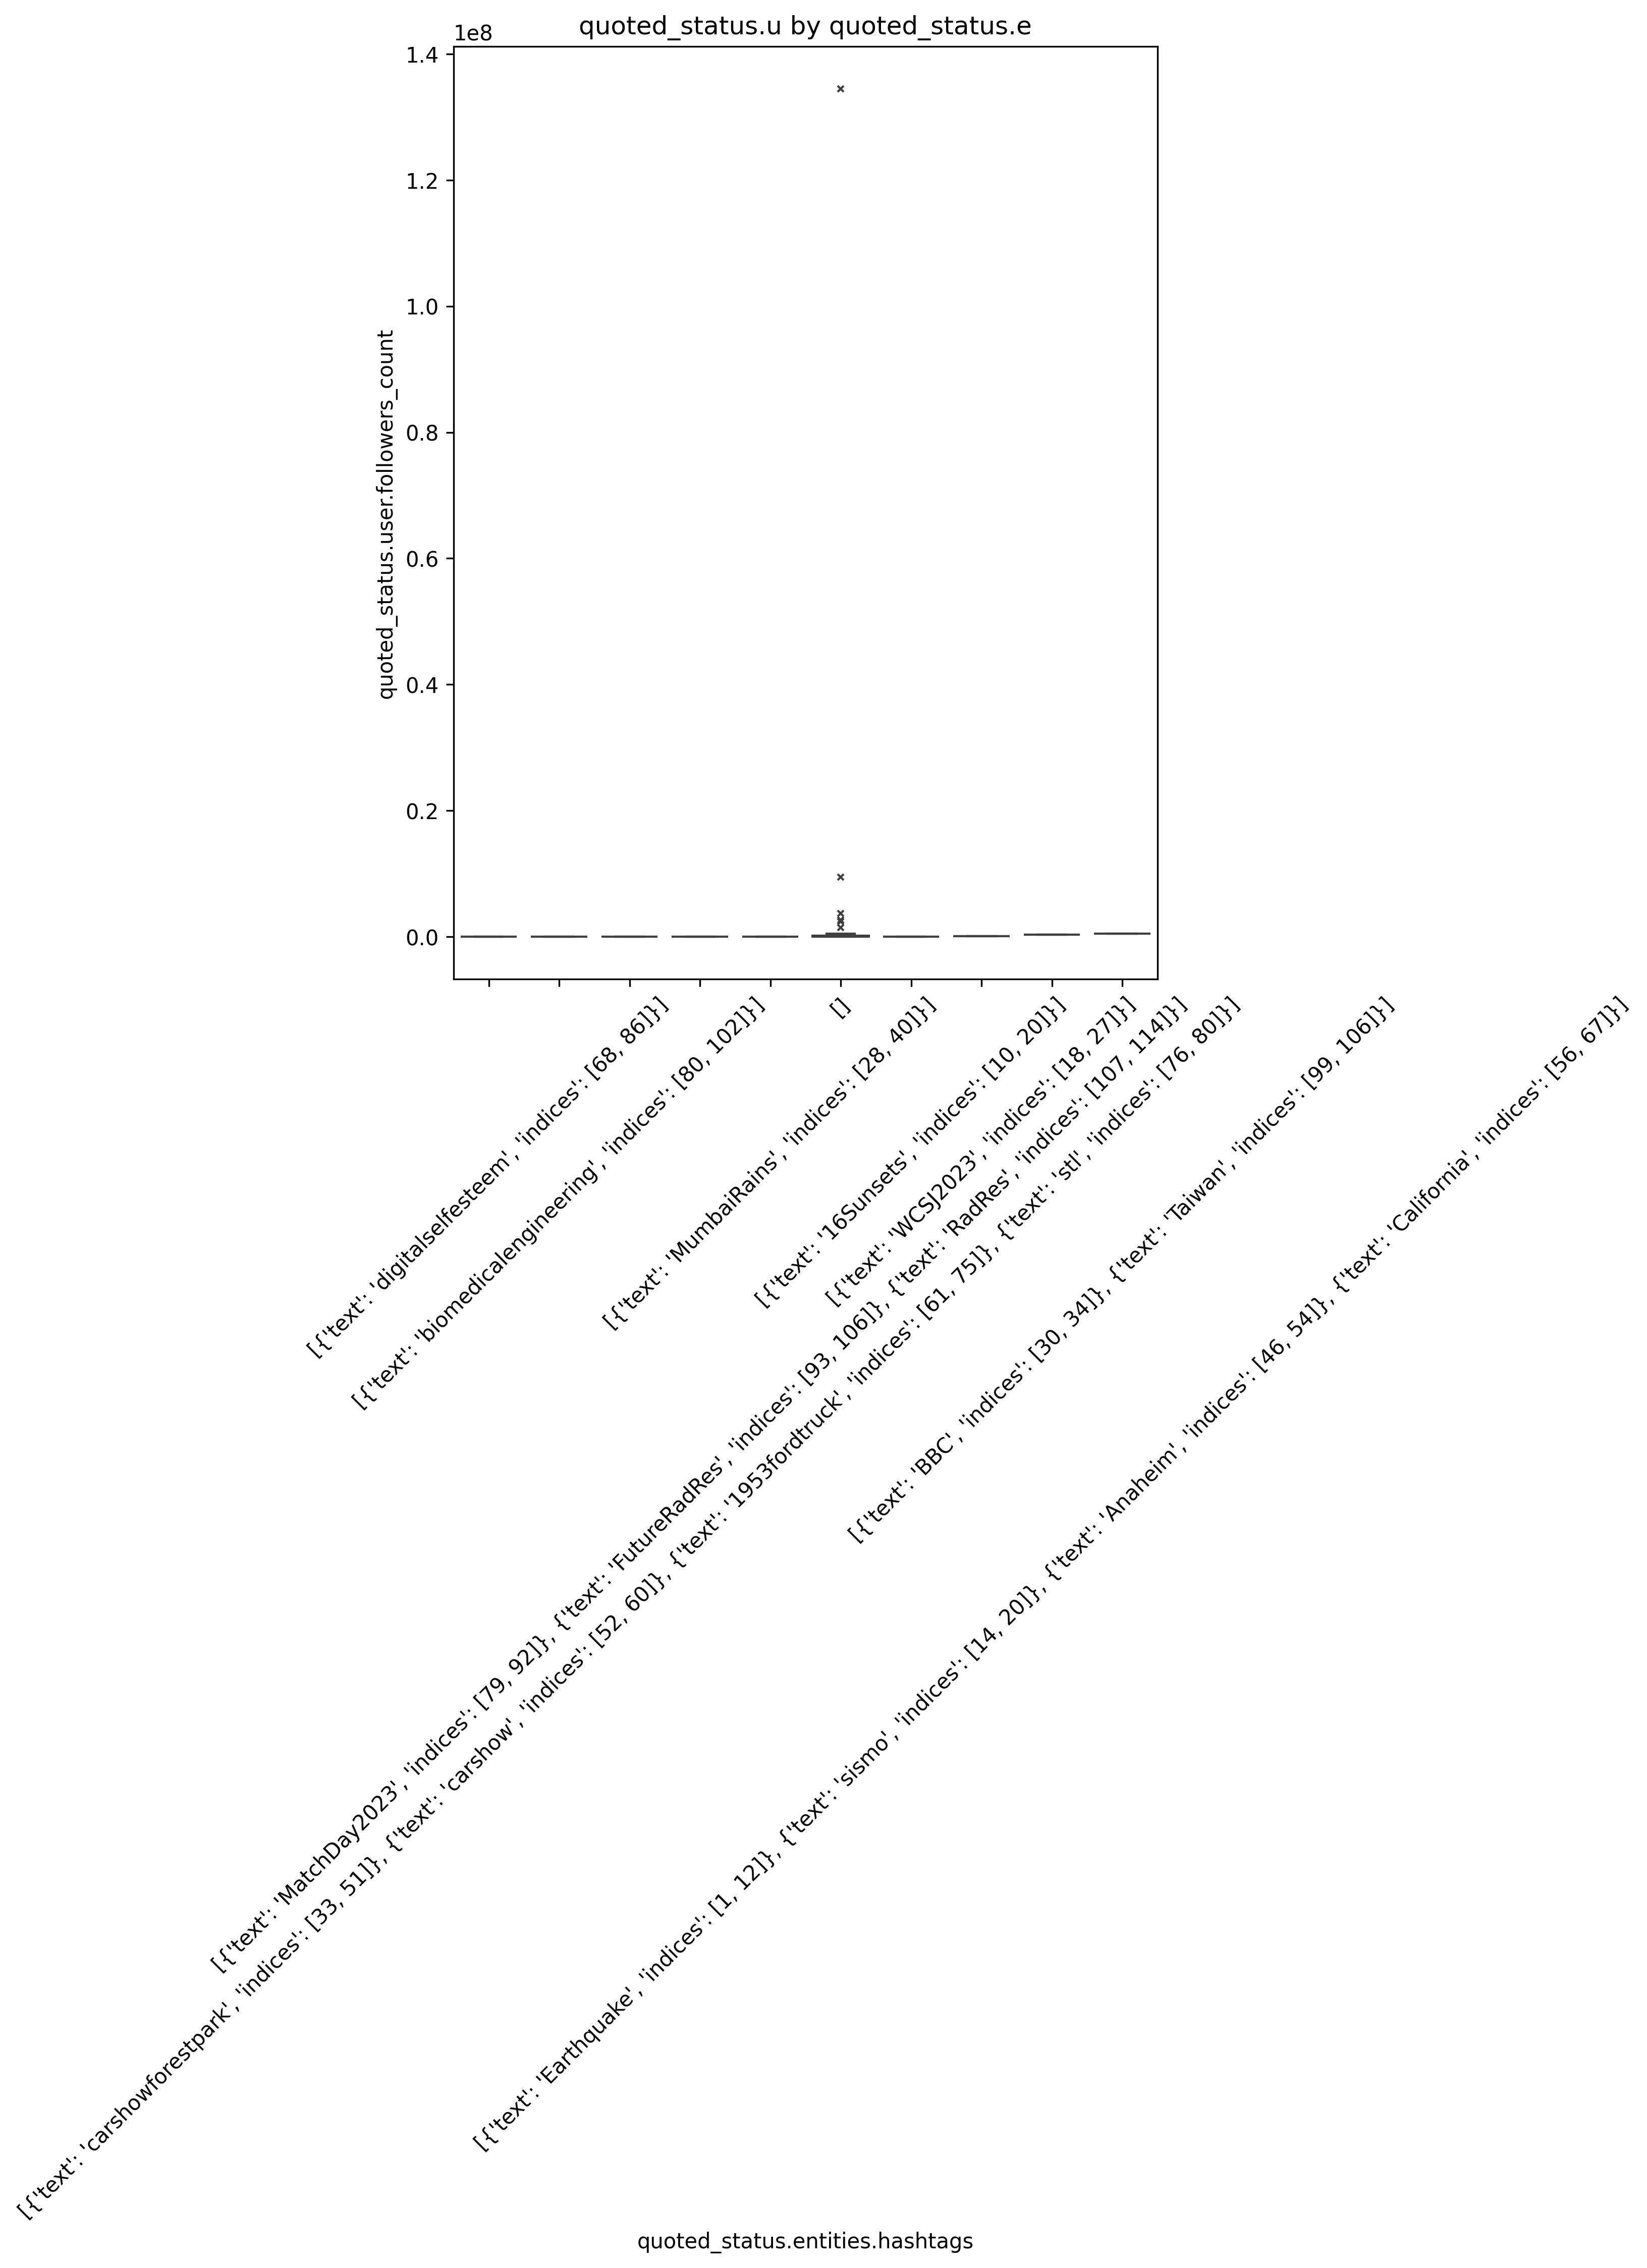 quoted_status.u by quoted_status.e
1e8
1.4
1.2
1.0
0.8
0.6
0.4
0.2
0.0
quoted_status.user.followers_count
[{'text': 'digitalselfesteem', 'indices': [68, 86]}]
[{'text': 'biomedicalengineering', 'indices': [80, 102]}]
[{'text': 'carshowforestpark', 'indices': [33, 51]}, {'text': 'carshow', 'indices': [52, 60]}, {'text': '1953fordtruck', 'indices': [61, 75]}, {'text': 'stl', 'indices': [76, 80]}]
[{'text': 'MatchDay2023', 'indices': [79, 92]}, {'text': 'FutureRadRes', 'indices': [93, 106]}, {'text': 'RadRes', 'indices': [107, 114]}]
[{'text': 'MumbaiRains', 'indices': [28, 40]}]
[]
[{'text': '16Sunsets', 'indices': [10, 20]}]
[{'text': 'WCSJ2023', 'indices': [18, 27]}]
[{'text': 'Earthquake', 'indices': [1, 12]}, {'text': 'sismo', 'indices': [14, 20]}, {'text': 'Anaheim', 'indices': [46, 54]}, {'text': 'California', 'indices': [56, 67]}]
[{'text': 'BBC', 'indices': [30, 34]}, {'text': 'Taiwan', 'indices': [99, 106]}]
quoted_status.entities.hashtags